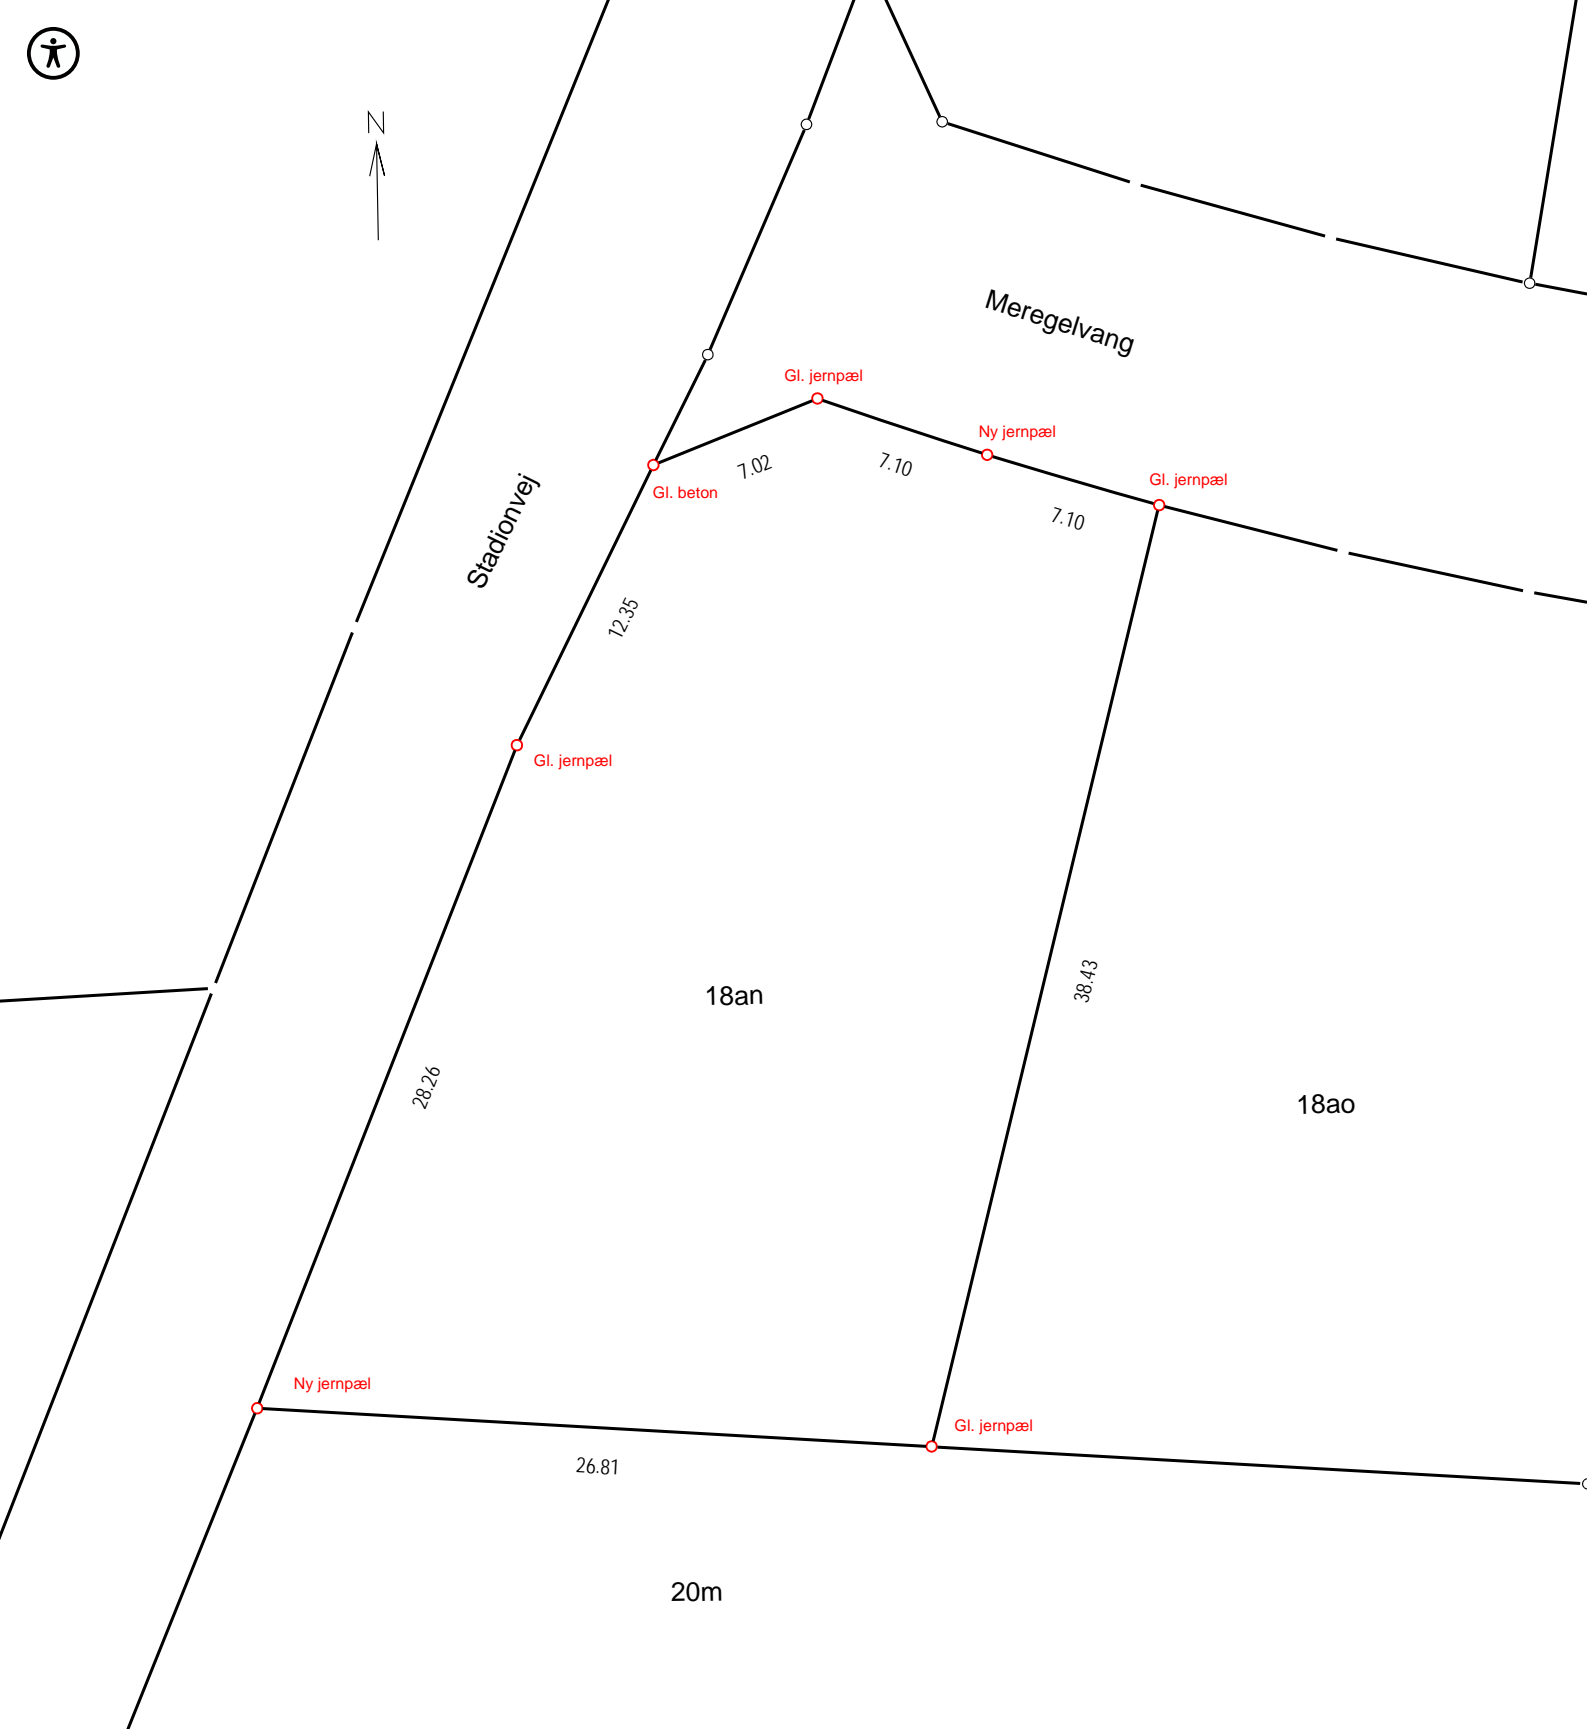 N
Meregelvang
Gl. jernpæl
Ny jernpæl
7.02
7.10
Gl. jernpæl
Gl. beton
7.10
Stadionvej
12.35
Gl. jernpæl
38.43
18an
28.26
18ao
Ny jernpæl
Gl. jernpæl
26.81
20m